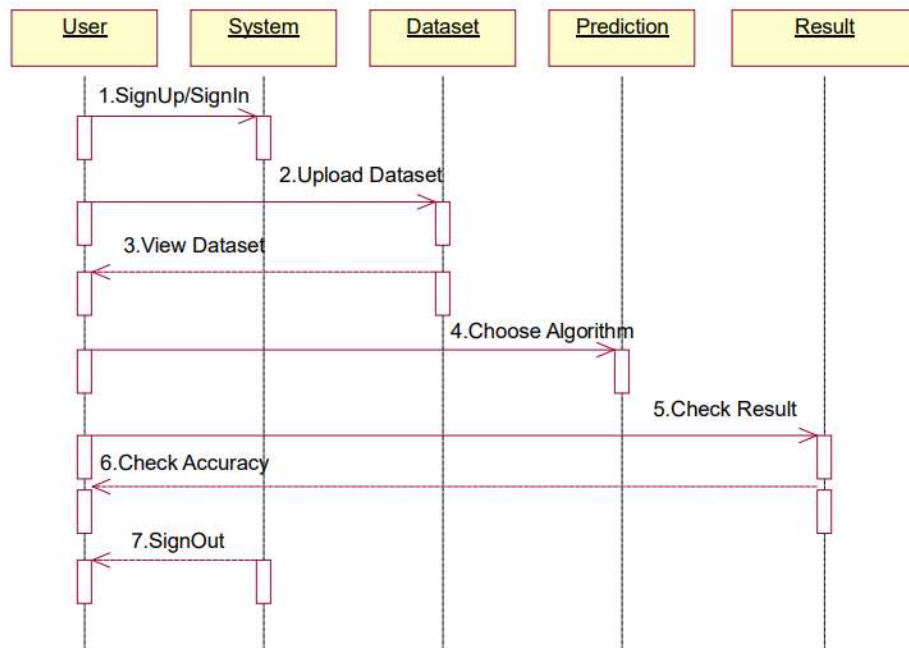 User
System
Dataset
Prediction
Result
1.SignUp/SignIn
2.Upload Dataset
3.View Dataset
4.Choose Algorithm
5.Check Result
6.Check Accuracy
7.SignOut